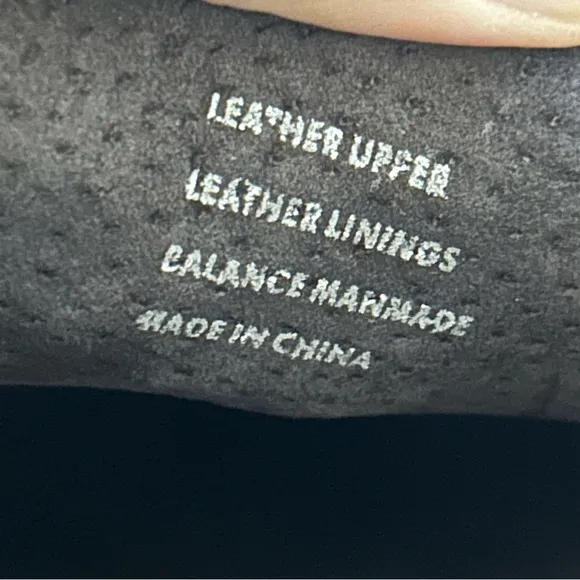 LEATHER UPPER
LEATHER LININGS
BALANCE MANMADE
MADE IN CHINA